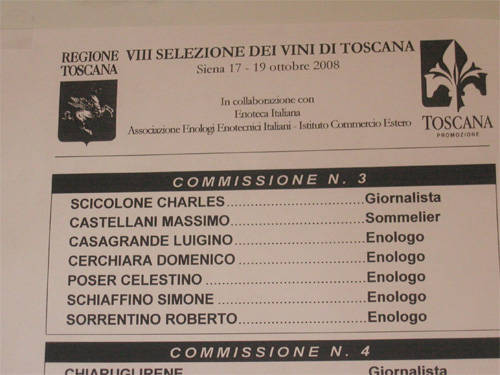 REGIONE
TOSCANA
VIII SELEZIONE DEI VINI DI TOSCANA
Siena 17 - 19 ottobre 2008
In collaborazione con
Enoteca Italiana
Associazione Enologi Enotecnici Italiani - Istituto Commercio Estero
TOSCANA
PROMOZIONE
COMMISSIONE N. 3
SCICOLONE CHARLES..............................Giornalista
CASTELLANI MASSIMO..............................Sommelier
CASAGRANDE LUIGINO..............................Enologo
CERCHIARA DOMENICO..............................Enologo
POSER CELESTINO..............................Enologo
SCHIAFFINO SIMONE..............................Enologo
SORRENTINO ROBERTO..............................Enologo
COMMISSIONE N. 4
CHIARUGI IRENE Giornalista